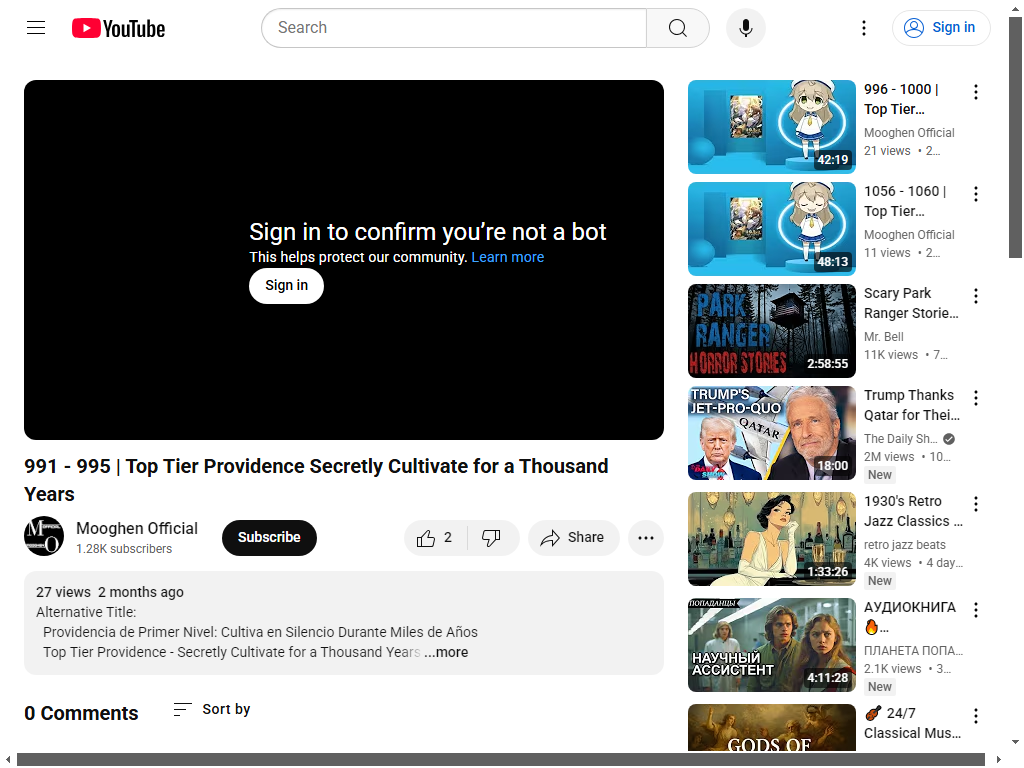 YouTube
Search
Sign in
Sign in to confirm you’re not a bot
This helps protect our community. Learn more
Sign in
991 - 995 | Top Tier Providence Secretly Cultivate for a Thousand
Years
Mooghen Official
1.28K subscribers
Subscribe
2
Share
27 views 2 months ago
Alternative Title:
Providencia de Primer Nivel: Cultiva en Silencio Durante Miles de Años
Top Tier Providence - Secretly Cultivate for a Thousand Years ...more
0 Comments
Sort by
42:19
996 - 1000 |
Top Tier…
Mooghen Official
21 views • 2…
48:13
1056 - 1060 |
Top Tier…
Mooghen Official
11 views • 2…
PARK
RANGER
HORROR STORIES
2:58:55
Scary Park
Ranger Storie…
Mr. Bell
11K views • 7…
TRUMP'S
JET-PRO-QUO
QATAR
18:00
Trump Thanks
Qatar for Thei…
The Daily Sh…
2M views • 10…
New
1:33:26
1930's Retro
Jazz Classics …
retro jazz beats
4K views • 4 day…
New
ПОПАДАНЦЫ
НАУЧНЫЙ
АССИСТЕНТ
4:11:28
АУДИОКНИГА
🔥…
ПЛАНЕТА ПОПА…
2.1K views • 3…
New
GODS OF
🎻 24/7
Classical Mus…